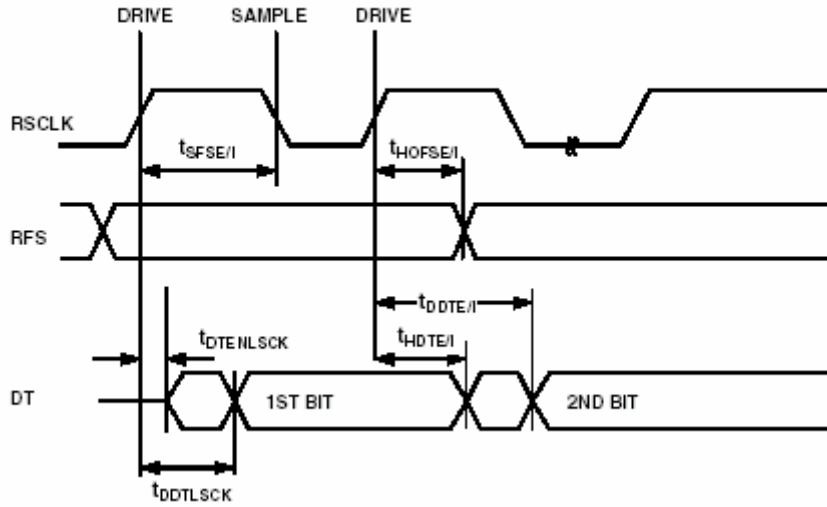 DRIVE SAMPLE DRIVE
RSCLK
tSFSE/I tHOFSE/I
RFS
tDDTE/I
tDTENLSCK tHDTE/I
DT 1ST BIT 2ND BIT
tDDTLSCK